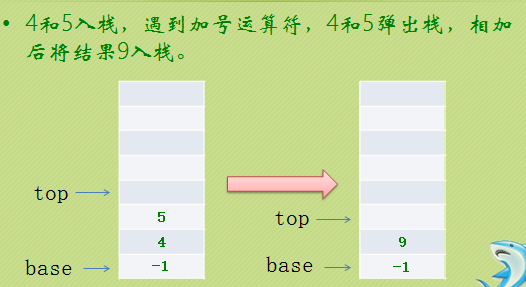 • 4和5入栈，遇到加号运算符，4和5弹出栈，相加
后将结果9入栈。
top
5
4
base
-1
top
9
base
-1